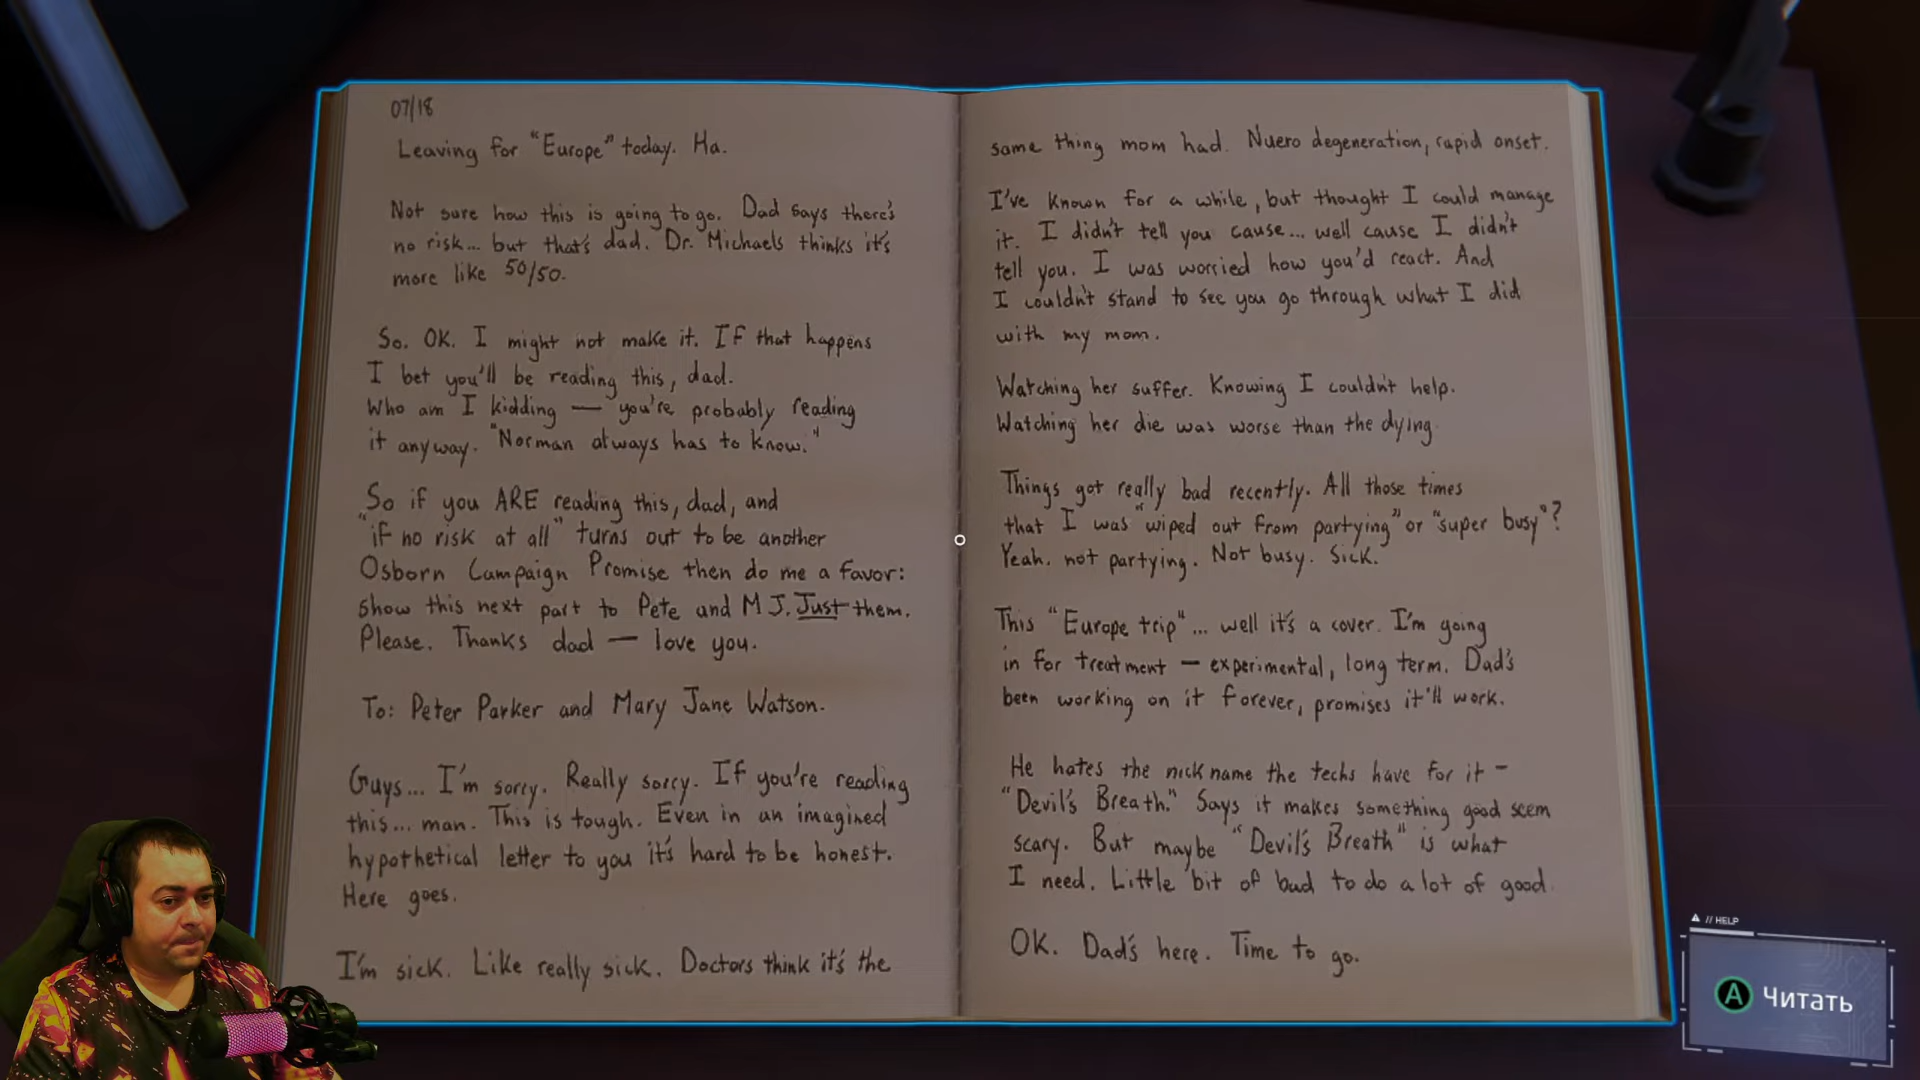 07/18
Leaving for "Europe" today. Ha.
Not sure how this is going to go. Dad says there's
no risk... but that's dad. Dr. Michaels thinks it's
more like 50/50.
So. OK. I might not make it. If that happens
I bet you'll be reading this, dad.
Who am I kidding — you're probably reading
it anyway. "Norman always has to know."
So if you ARE reading this, dad, and
"if no risk at all" turns out to be another
Osborn Campaign Promise then do me a favor:
show this next part to Pete and MJ. Just them.
Please. Thanks dad — love you.
To: Peter Parker and Mary Jane Watson.
Guys... I'm sorry. Really sorry. If you're reading
this... man. This is tough. Even in an imagined
hypothetical letter to you it's hard to be honest.
Here goes.
I'm sick. Like really sick. Doctors think it's the
same thing mom had. Nuero degeneration, rapid onset.
I've known for a while, but thought I could manage
it. I didn't tell you cause... well cause I didn't
tell you. I was worried how you'd react. And
I couldn't stand to see you go through what I did
with my mom.
Watching her suffer. Knowing I couldn't help.
Watching her die was worse than the dying.
Things got really bad recently. All those times
that I was "wiped out from partying" or "super busy"?
Yeah. not partying. Not busy. Sick.
This "Europe trip"... well it's a cover. I'm going
in for treatment — experimental, long term. Dad's
been working on it forever, promises it'll work.
He hates the nickname the techs have for it -
"Devil's Breath." Says it makes something good seem
scary. But maybe "Devil's Breath" is what
I need. Little bit of bad to do a lot of good.
OK. Dad's here. Time to go.
// HELP
A Читать